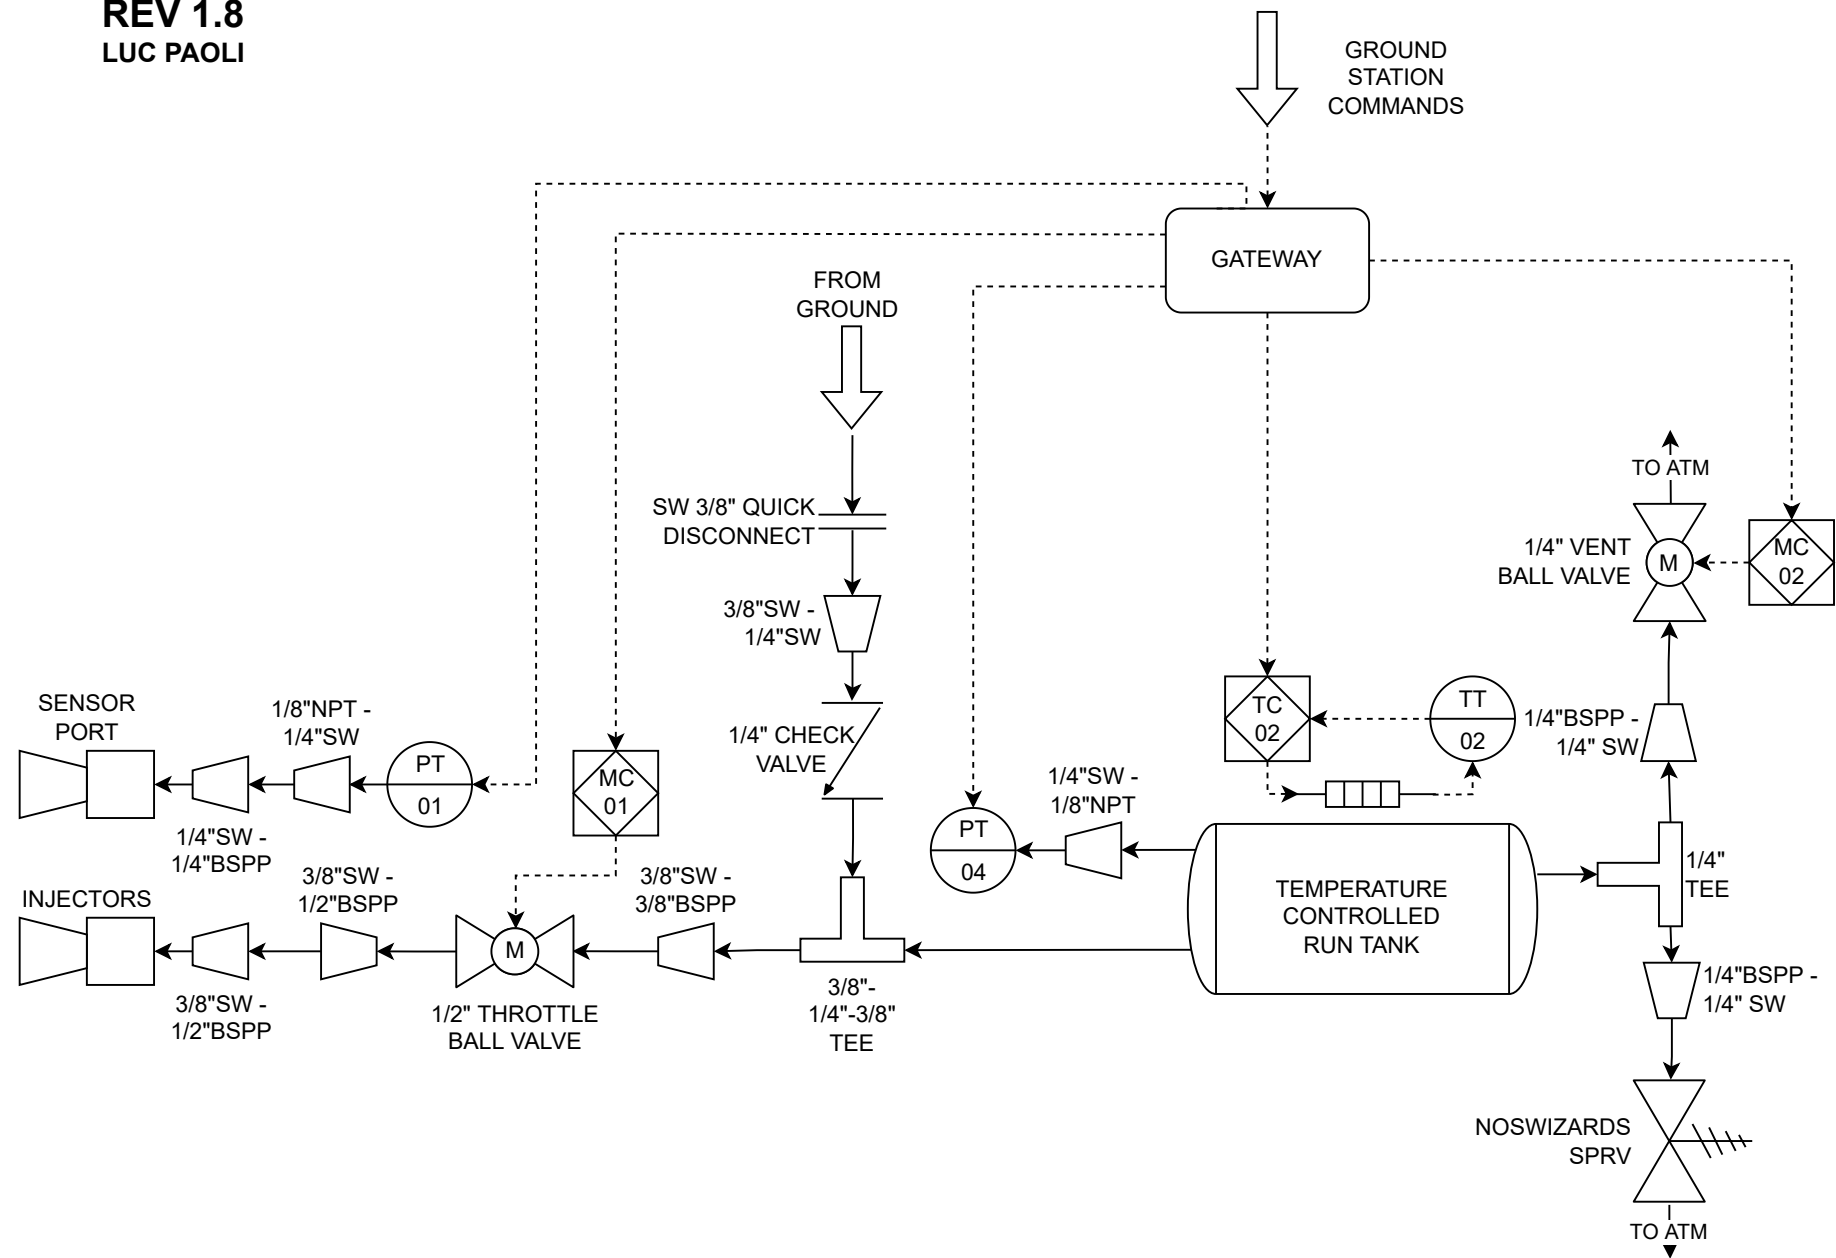 REV 1.8
LUC PAOLI
GROUND
STATION
COMMANDS
GATEWAY
FROM
GROUND
TO ATM
SW 3/8" QUICK
DISCONNECT
1/4" VENT
BALL VALVE
M
MC
02
3/8"SW -
1/4"SW
SENSOR
PORT
1/8"NPT -
1/4"SW
PT
01
1/4"SW -
1/4"BSPP
MC
01
1/4" CHECK
VALVE
TC
02
TT
02
1/4"BSPP -
1/4" SW
1/4"SW -
1/8"NPT
PT
04
1/4"
TEE
TEMPERATURE
CONTROLLED
RUN TANK
INJECTORS
3/8"SW -
1/2"BSPP
3/8"SW -
1/2"BSPP
M
1/2" THROTTLE
BALL VALVE
3/8"SW -
3/8"BSPP
3/8"-
1/4"-3/8"
TEE
1/4"BSPP -
1/4" SW
NOSWIZARDS
SPRV
TO ATM